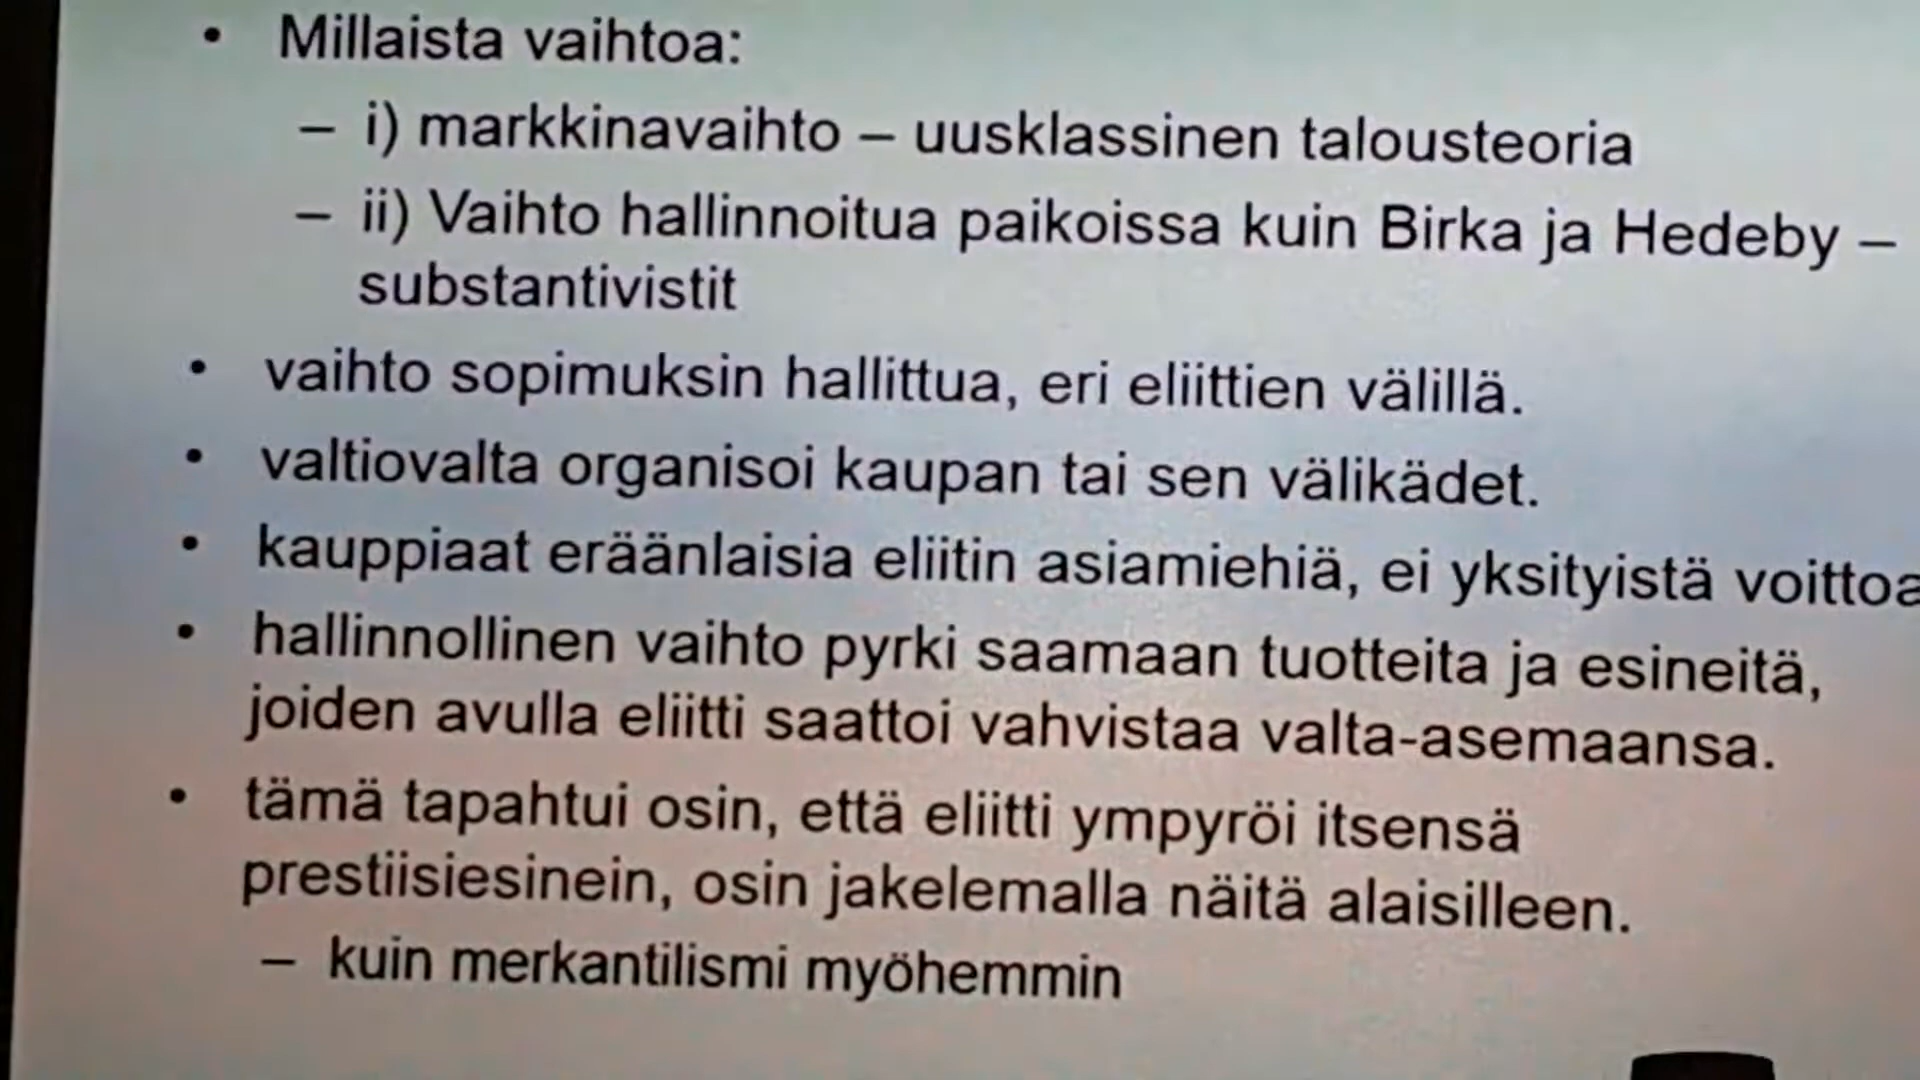 • Millaista vaihtoa:
– i) markkinavaihto – uusklassinen talousteoria
– ii) Vaihto hallinnoitua paikoissa kuin Birka ja Hedeby –
substantivistit
• vaihto sopimuksin hallittua, eri eliittien välillä.
• valtiovalta organisoi kaupan tai sen välikädet.
• kauppiaat eräänlaisia eliitin asiamiehiä, ei yksityistä voittoa
• hallinnollinen vaihto pyrki saamaan tuotteita ja esineitä,
joiden avulla eliitti saattoi vahvistaa valta-asemaansa.
• tämä tapahtui osin, että eliitti ympyröi itsensä
prestiisiesinein, osin jakelemalla näitä alaisilleen.
– kuin merkantilismi myöhemmin